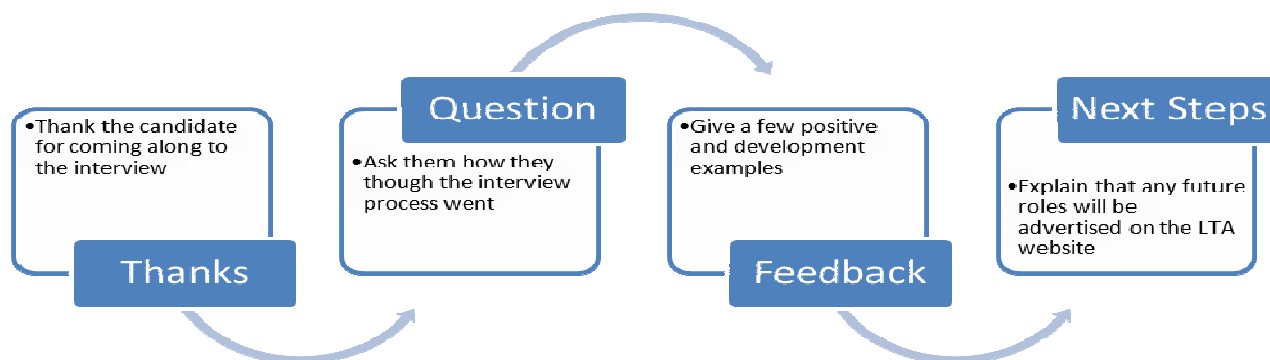 •Thank the candidate
for coming along to
the interview
Thanks
Question
•Ask them how they
though the interview
process went
•Give a few positive
and development
examples
Feedback
Next Steps
•Explain that any future
roles will be
advertised on the LTA
website